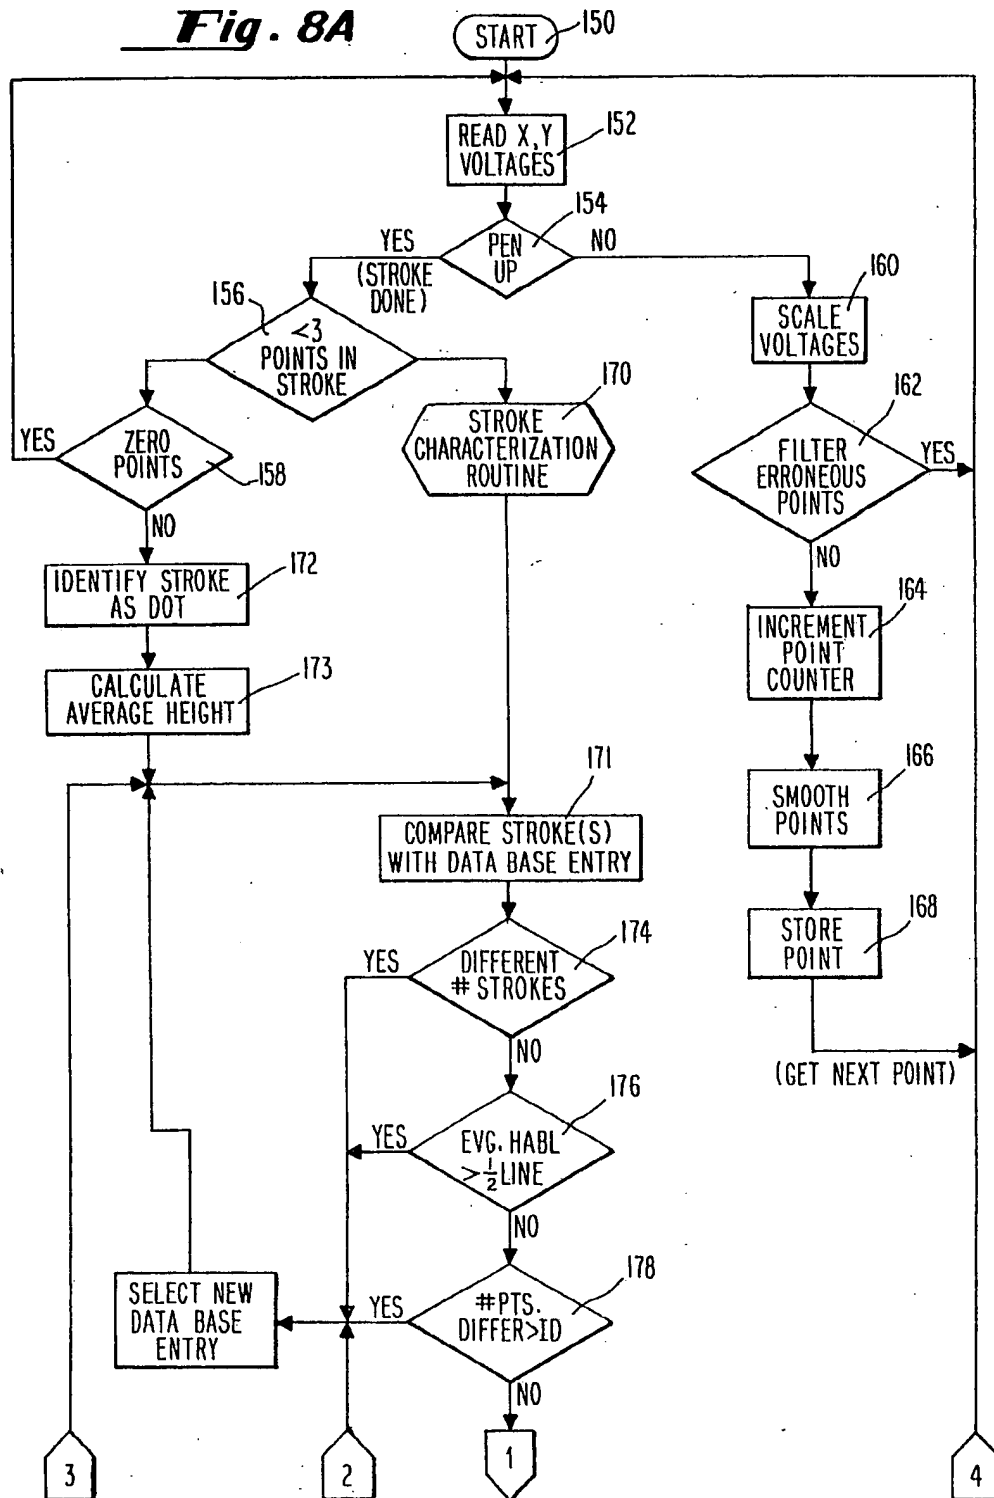 Fig. 8A
START
150
READ X,Y
VOLTAGES
152
PEN
UP
154
YES
(STROKE
DONE)
NO
156
<3
POINTS IN
STROKE
160
SCALE
VOLTAGES
170
STROKE
CHARACTERIZATION
ROUTINE
162
FILTER
ERRONEOUS
POINTS
YES
NO
YES
ZERO
POINTS
158
NO
IDENTIFY STROKE
AS DOT
172
164
INCREMENT
POINT
COUNTER
CALCULATE
AVERAGE HEIGHT
173
171
COMPARE STROKE(S)
WITH DATA BASE ENTRY
166
SMOOTH
POINTS
168
STORE
POINT
(GET NEXT POINT)
174
YES
DIFFERENT
# STROKES
NO
176
YES
EVG. HABL
>½ LINE
NO
178
YES
#PTS.
DIFFER>ID
NO
SELECT NEW
DATA BASE
ENTRY
3
2
1
4